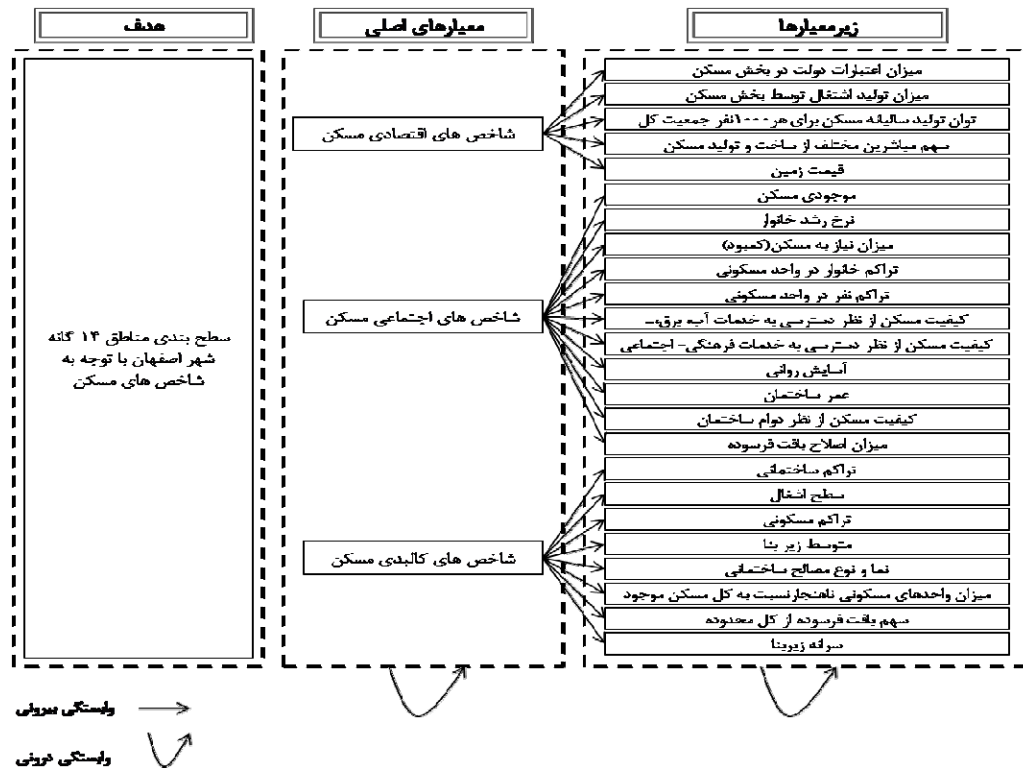 زیرمعیارها
معیارهای اصلی
هدف
میزان اعتبارات دولت در بخش مسکن
میزان تولید اشتغال توسط بخش مسکن
توان تولید سالیانه مسکن برای هر ۱۰۰۰نفر جمعیت کل
سهم مباشرین مختلف از ساخت و تولید مسکن
قیمت زمین
موجودی مسکن
نرخ رشد خانوار
میزان نیاز به مسکن(کمبود)
تراکم خانوار در واحد مسکونی
تراکم نفر در واحد مسکونی
کیفیت مسکن از نظر دسترسی به خدمات آب، برق،...
کیفیت مسکن از نظر دسترسی به خدمات فرهنگی- اجتماعی
آسایش روانی
عمر ساختمان
کیفیت مسکن از نظر دوام ساختمان
میزان اصلاح بافت فرسوده
تراکم ساختمانی
سطح اشغال
تراکم مسکونی
متوسط زیر بنا
نما و نوع مصالح ساختمانی
میزان واحدهای مسکونی ناهنجارنسبت به کل مسکن موجود
سهم بافت فرسوده از کل محدوده
سرانه زیربنا
شاخص های اقتصادی مسکن
شاخص های اجتماعی مسکن
شاخص های کالبدی مسکن
سطح بندی مناطق ۱۴ گانه
شهر اصفهان با توجه به
شاخص های مسکن
وابستگی بیرونی
وابستگی درونی